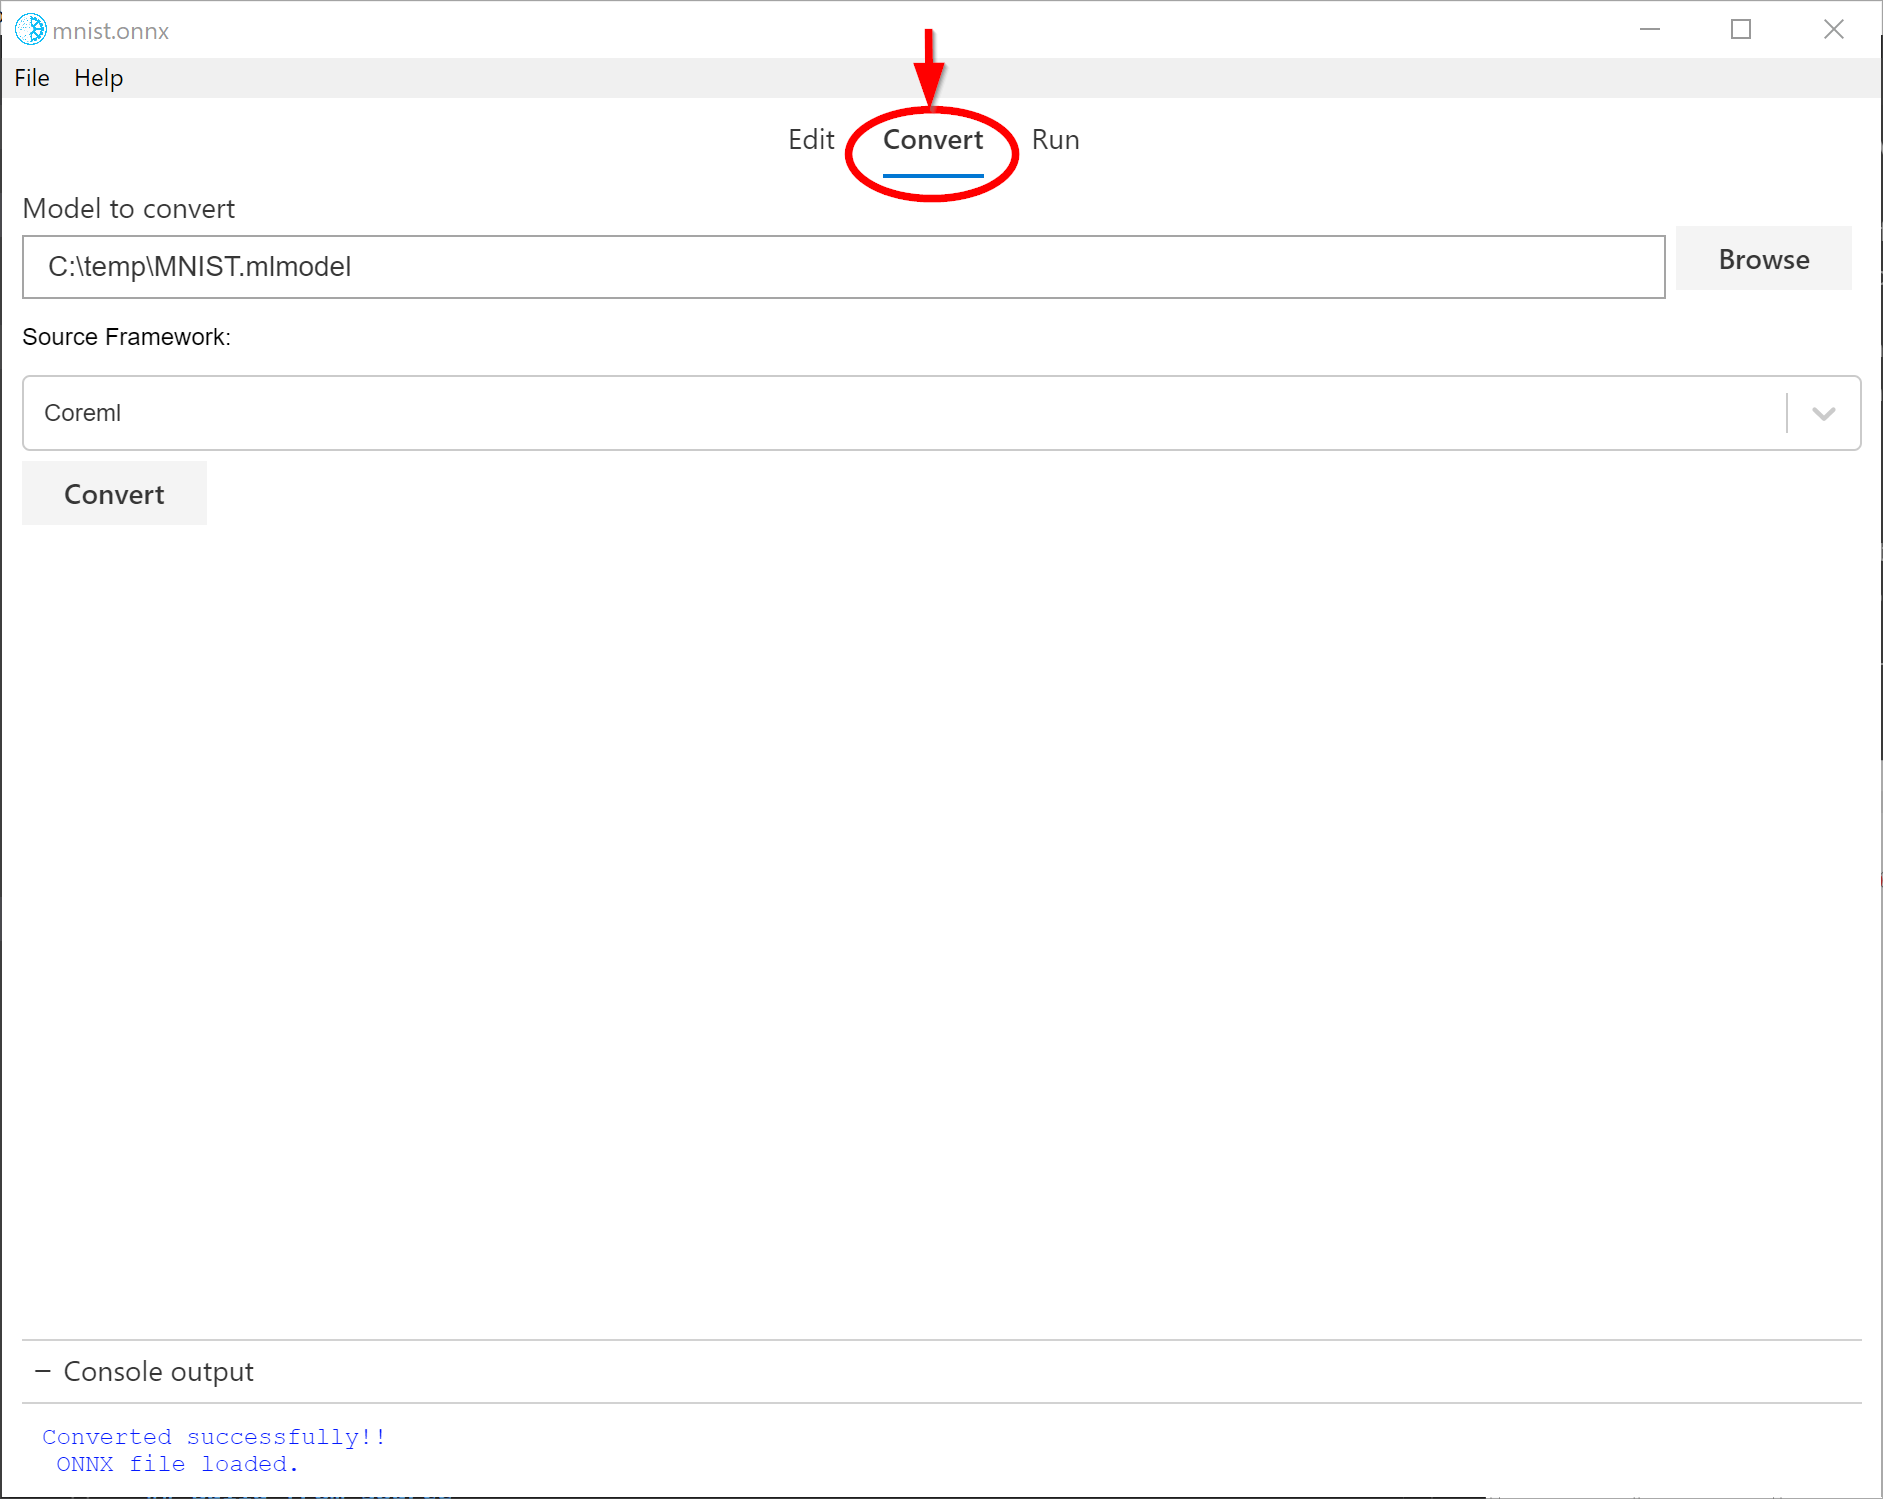 mnist.onnx
File Help
Edit Convert Run
Model to convert
C:\temp\MNIST.mlmodel
Browse
Source Framework:
Coreml
Convert
Console output
Converted successfully!!
ONNX file loaded.